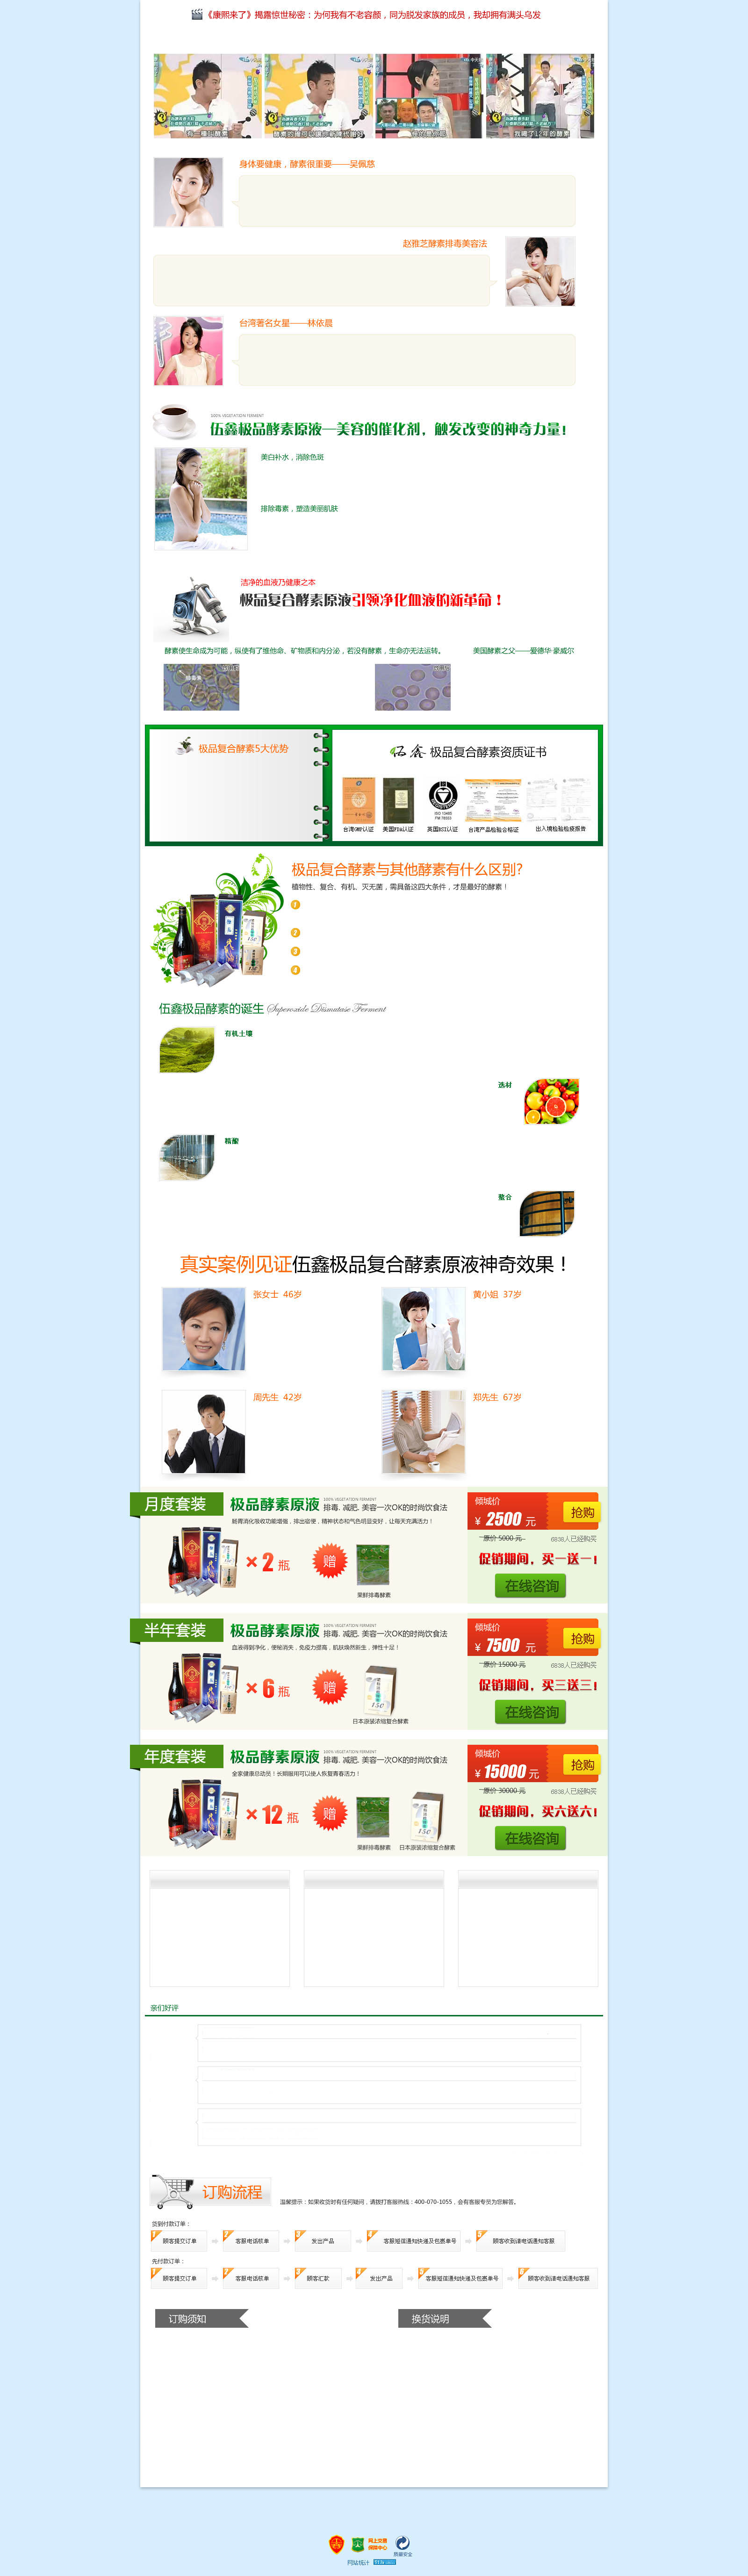 《康熙来了》揭露惊世秘密：为何我有不老容颜，同为脱发家族的成员，我却拥有满头乌发
有一種叫酵素
我喝了12年的酵素
身体要健康，酵素很重要——吴佩慈
赵雅芝酵素排毒美容法
台湾著名女星——林依晨
100% VEGETATION FERMENT
伍鑫极品酵素原液—美容的催化剂，触发改变的神奇力量！
美白补水，消除色斑
排除毒素，塑造美丽肌肤
洁净的血液乃健康之本
极品复合酵素原液引领净化血液的新革命！
酵素使生命成为可能，纵使有了维他命、矿物质和内分泌，若没有酵素，生命亦无法运转。
美国酵素之父——爱德华·豪威尔
极品复合酵素5大优势
伍鑫 极品复合酵素资质证书
台湾GMP认证 美国FDA认证 英国BSI认证 台湾产品检验合格证 出入境检验检疫报告
极品复合酵素与其他酵素有什么区别?
植物性、复合、有机、灭无菌，需具备这四大条件，才是最好的酵素！
1
2
3
4
伍鑫极品酵素的诞生 Superoxide Dismutase Ferment
有机土壤
选材
精酿
整合
真实案例见证伍鑫极品复合酵素原液神奇效果！
张女士 46岁
黄小姐 37岁
周先生 42岁
郑先生 67岁
月度套装
极品酵素原液
100% VEGETATION FERMENT
排毒. 减肥. 美容一次OK的时尚饮食法
肠胃消化吸收功能增强，排出宿便，精神状态和气色明显变好，让每天充满活力！
× 2 瓶
赠
果鲜排毒酵素
倾城价
¥ 2500 元
抢购
原价 5000 元
6838人已经购买
促销期间，买一送一！
在线咨询
半年套装
极品酵素原液
100% VEGETATION FERMENT
排毒. 减肥. 美容一次OK的时尚饮食法
血液得到净化，便秘消失，免疫力提高，肌肤焕然新生，弹性十足！
× 6 瓶
赠
日本原装浓缩复合酵素
倾城价
¥ 7500 元
抢购
原价 15000 元
6838人已经购买
促销期间，买三送三！
在线咨询
年度套装
极品酵素原液
100% VEGETATION FERMENT
排毒. 减肥. 美容一次OK的时尚饮食法
全家健康总动员！长期服用可以使人恢复青春活力！
× 12 瓶
赠
果鲜排毒酵素 日本原装浓缩复合酵素
倾城价
¥ 15000 元
抢购
原价 30000 元
6838人已经购买
促销期间，买六送六！
在线咨询
亲们好评
订购流程
温馨提示：如果收货时有任何疑问，请拨打客服热线：400-070-1055，会有客服专员为您解答。
货到付款订单：
顾客提交订单 客服电话核单 发出产品 客服短信通知快递及包裹单号 顾客收到请电话通知客服
先付款订单：
顾客提交订单 客服电话核单 顾客汇款 发出产品 客服短信通知快递及包裹单号 顾客收到请电话通知客服
订购须知
换货说明
网上交易
保障中心
数据安全
网站统计